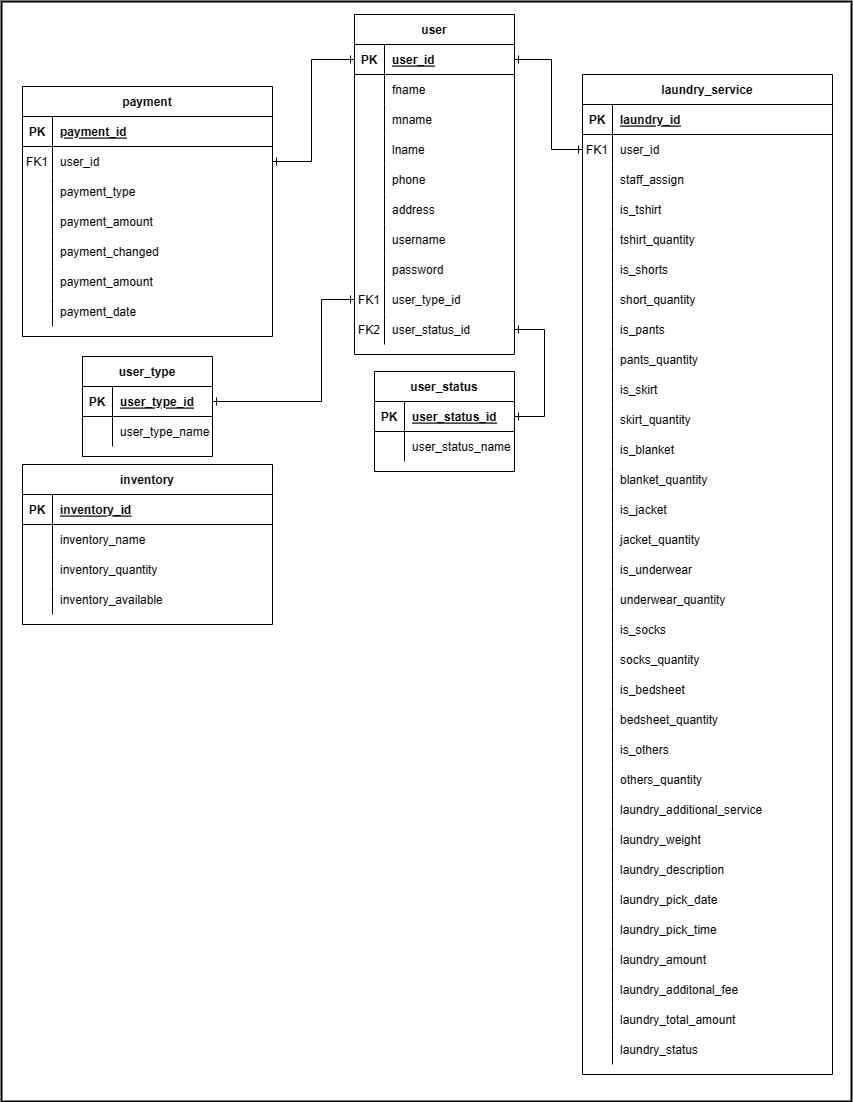 user
PK user_id
fname
mname
lname
phone
address
username
password
FK1 user_type_id
FK2 user_status_id
payment
PK payment_id
FK1 user_id
payment_type
payment_amount
payment_changed
payment_amount
payment_date
user_type
PK user_type_id
user_type_name
user_status
PK user_status_id
user_status_name
inventory
PK inventory_id
inventory_name
inventory_quantity
inventory_available
laundry_service
PK laundry_id
FK1 user_id
staff_assign
is_tshirt
tshirt_quantity
is_shorts
short_quantity
is_pants
pants_quantity
is_skirt
skirt_quantity
is_blanket
blanket_quantity
is_jacket
jacket_quantity
is_underwear
underwear_quantity
is_socks
socks_quantity
is_bedsheet
bedsheet_quantity
is_others
others_quantity
laundry_additional_service
laundry_weight
laundry_description
laundry_pick_date
laundry_pick_time
laundry_amount
laundry_additonal_fee
laundry_total_amount
laundry_status